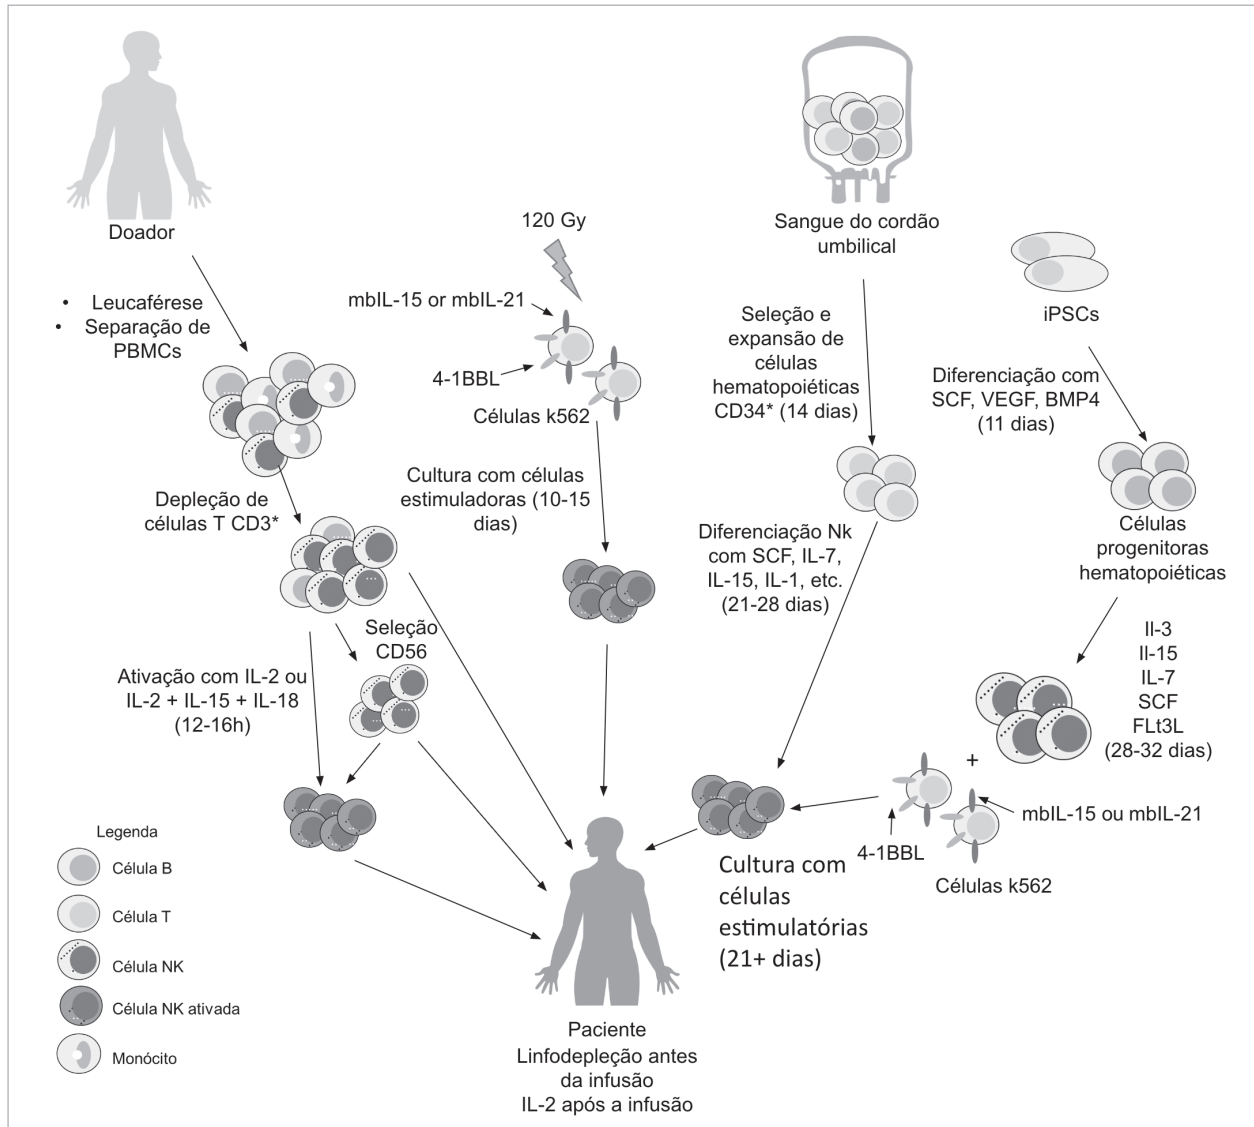 Doador
• Leucaférese
• Separação de
PBMCs
Depleção de
células T CD3*
Seleção
CD56
Ativação com IL-2 ou
IL-2 + IL-15 + IL-18
(12-16h)
120 Gy
mbIL-15 or mbIL-21
4-1BBL
Células k562
Cultura com células
estimuladoras (10-15
dias)
Sangue do cordão
umbilical
Seleção e
expansão de
células
hematopoiéticas
CD34* (14 dias)
Diferenciação Nk
com SCF, IL-7,
IL-15, IL-1, etc.
(21-28 dias)
iPSCs
Diferenciação com
SCF, VEGF, BMP4
(11 dias)
Células
progenitoras
hematopoiéticas
Il-3
Il-15
IL-7
SCF
FLt3L
(28-32 dias)
+
mbIL-15 ou mbIL-21
4-1BBL
Células k562
Cultura com
células
estimulatórias
(21+ dias)
Legenda
Célula B
Célula T
Célula NK
Célula NK ativada
Monócito
Paciente
Linfodepleção antes
da infusão
IL-2 após a infusão